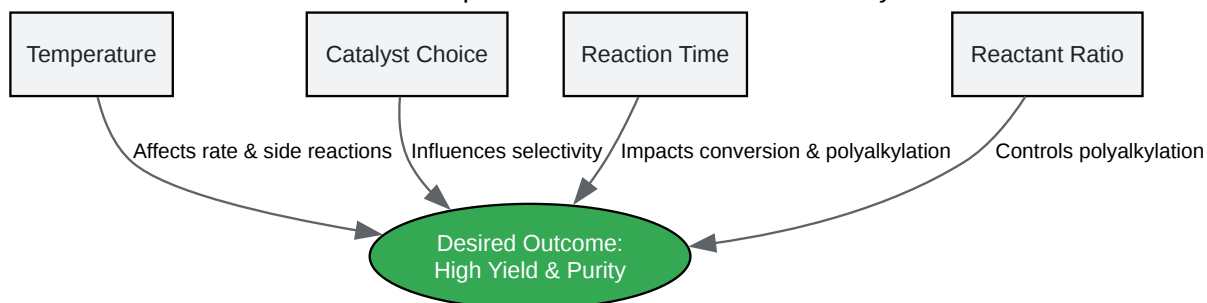 Temperature
Catalyst Choice
Reaction Time
Reactant Ratio
Affects rate & side reactions
Influences selectivity
Impacts conversion & polyalkylation
Controls polyalkylation
Desired Outcome:
High Yield & Purity